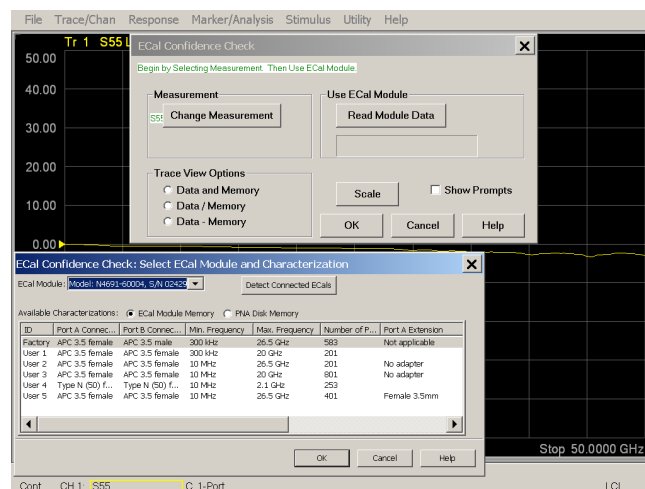 File Trace/Chan Response Marker/Analysis Stimulus Utility Help
Tr 1 S55 L
ECal Confidence Check
Begin by Selecting Measurement. Then Use ECal Module.
Measurement
S55
Change Measurement
Use ECal Module
Read Module Data
Trace View Options
Data and Memory
Data / Memory
Data - Memory
Scale
Show Prompts
OK Cancel Help
50.00
40.00
30.00
20.00
10.00
0.00
ECal Confidence Check: Select ECal Module and Characterization
ECal Module: Model: N4691-60004, S/N 02429
Detect Connected ECals
Available Characterizations: ECal Module Memory PNA Disk Memory
ID Port A Connec... Port B Connec... Min. Frequency Max. Frequency Number of P... Port A Extension
Factory APC 3.5 female APC 3.5 male 300 kHz 26.5 GHz 583 Not applicable
User 1 APC 3.5 female APC 3.5 female 300 kHz 20 GHz 201
User 2 APC 3.5 female APC 3.5 female 10 MHz 26.5 GHz 201 No adapter
User 3 APC 3.5 female APC 3.5 female 10 MHz 20 GHz 801 No adapter
User 4 Type N (50) f... Type N (50) f... 10 MHz 2.1 GHz 253
User 5 APC 3.5 female APC 3.5 female 10 MHz 26.5 GHz 401 Female 3.5mm
OK Cancel Help
Stop 50.0000 GHz
Cont. CH 1: S55 C 1-Port LCL